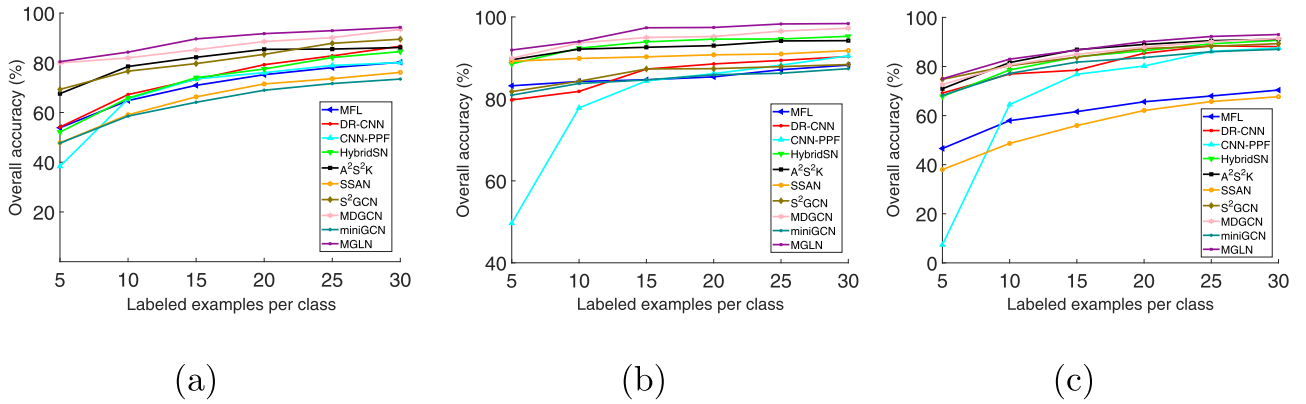 Overall accuracy (%)
100
80
60
40
20
5 10 15 20 25 30
Labeled examples per class
MFL
DR-CNN
CNN-PPF
HybridSN
A²S²K
SSAN
S²GCN
MDGCN
miniGCN
MGLN
(a)
Overall accuracy (%)
100
80
60
40
5 10 15 20 25 30
Labeled examples per class
MFL
DR-CNN
CNN-PPF
HybridSN
A²S²K
SSAN
S²GCN
MDGCN
miniGCN
MGLN
(b)
Overall accuracy (%)
100
80
60
40
20
0
5 10 15 20 25 30
Labeled examples per class
MFL
DR-CNN
CNN-PPF
HybridSN
A²S²K
SSAN
S²GCN
MDGCN
miniGCN
MGLN
(c)